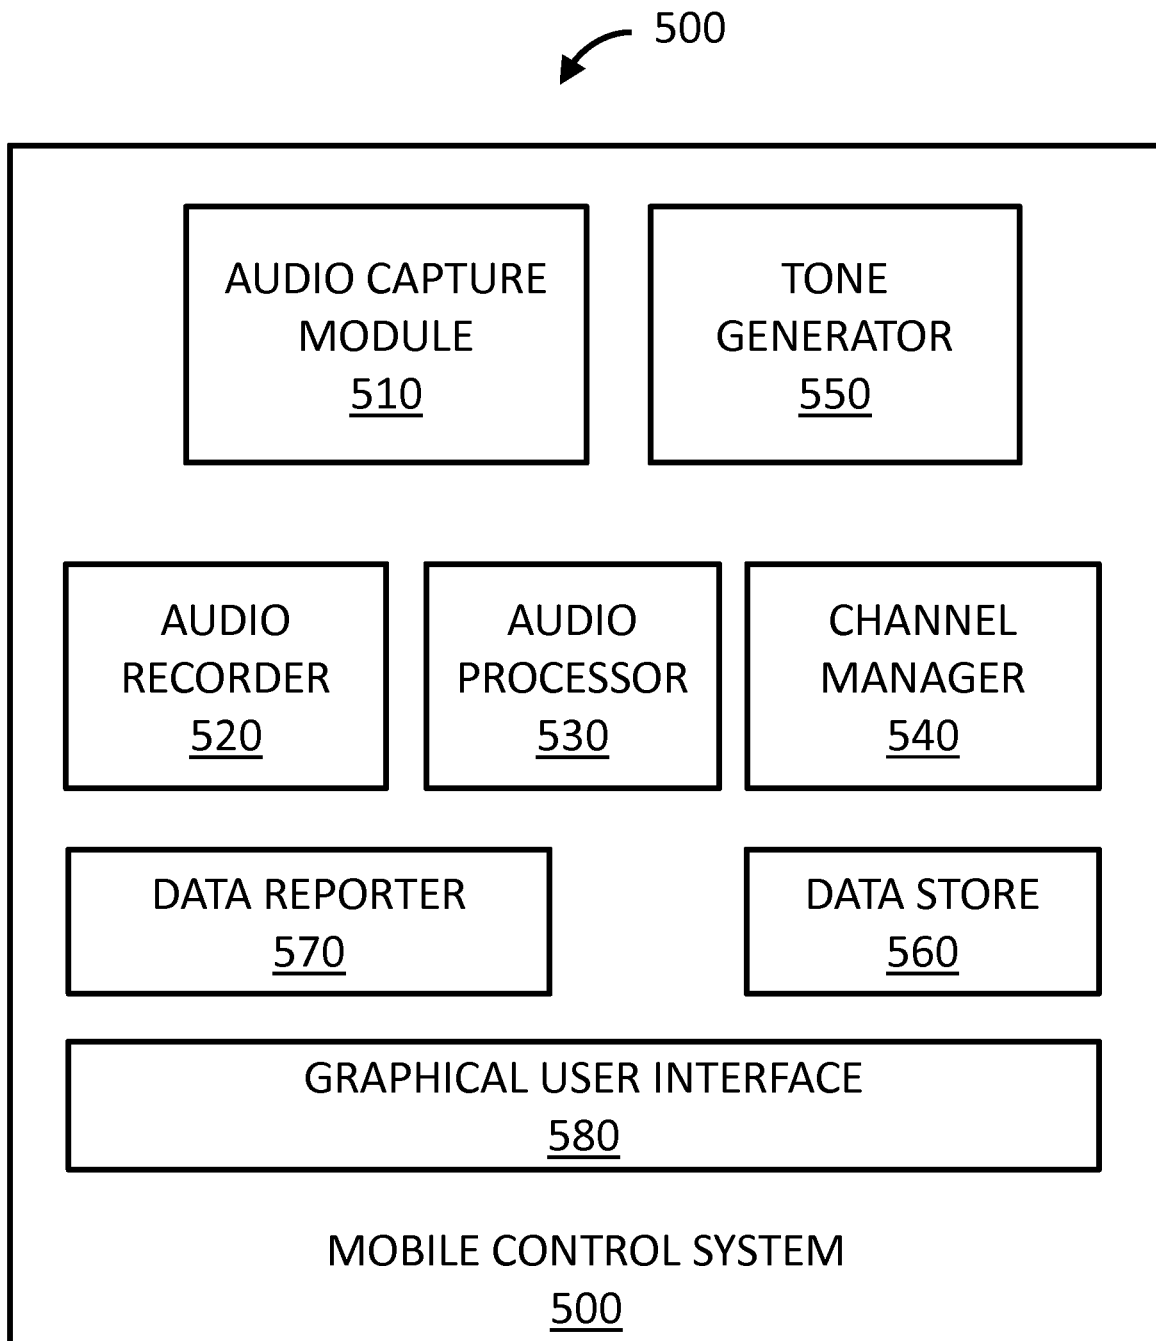 500
AUDIO CAPTURE
MODULE
510
TONE
GENERATOR
550
AUDIO
RECORDER
520
AUDIO
PROCESSOR
530
CHANNEL
MANAGER
540
DATA REPORTER
570
DATA STORE
560
GRAPHICAL USER INTERFACE
580
MOBILE CONTROL SYSTEM
500